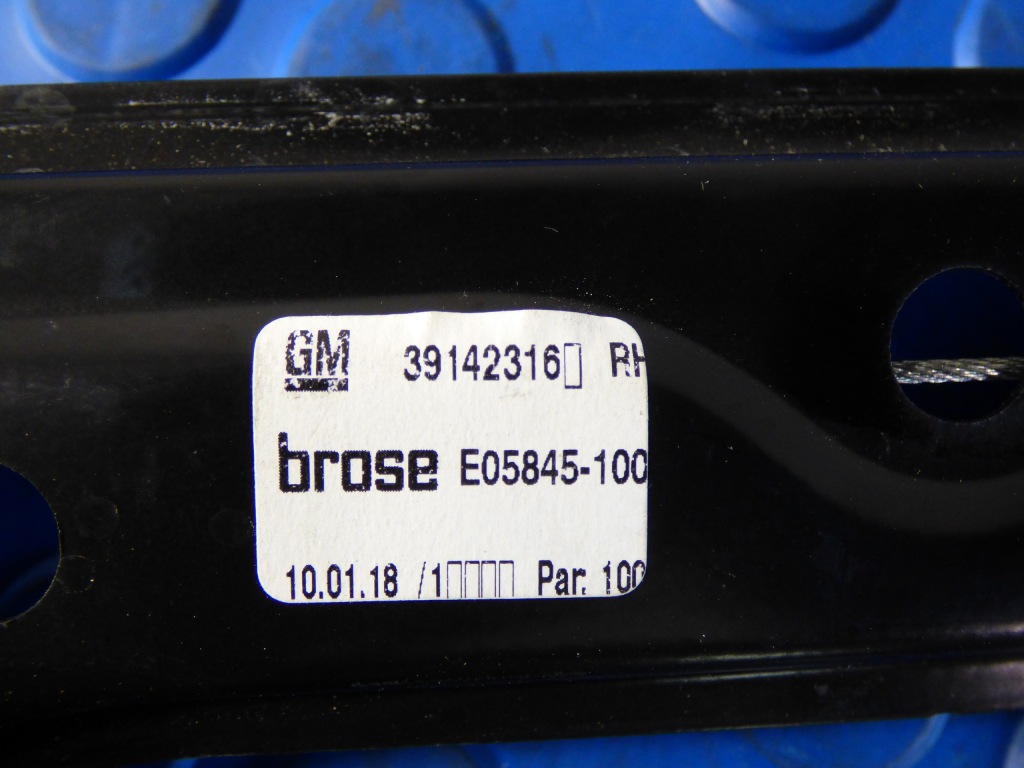 GM 39142316▯ RH
brose E05845-100
10.01.18 /1▯▯▯▯ Par. 100